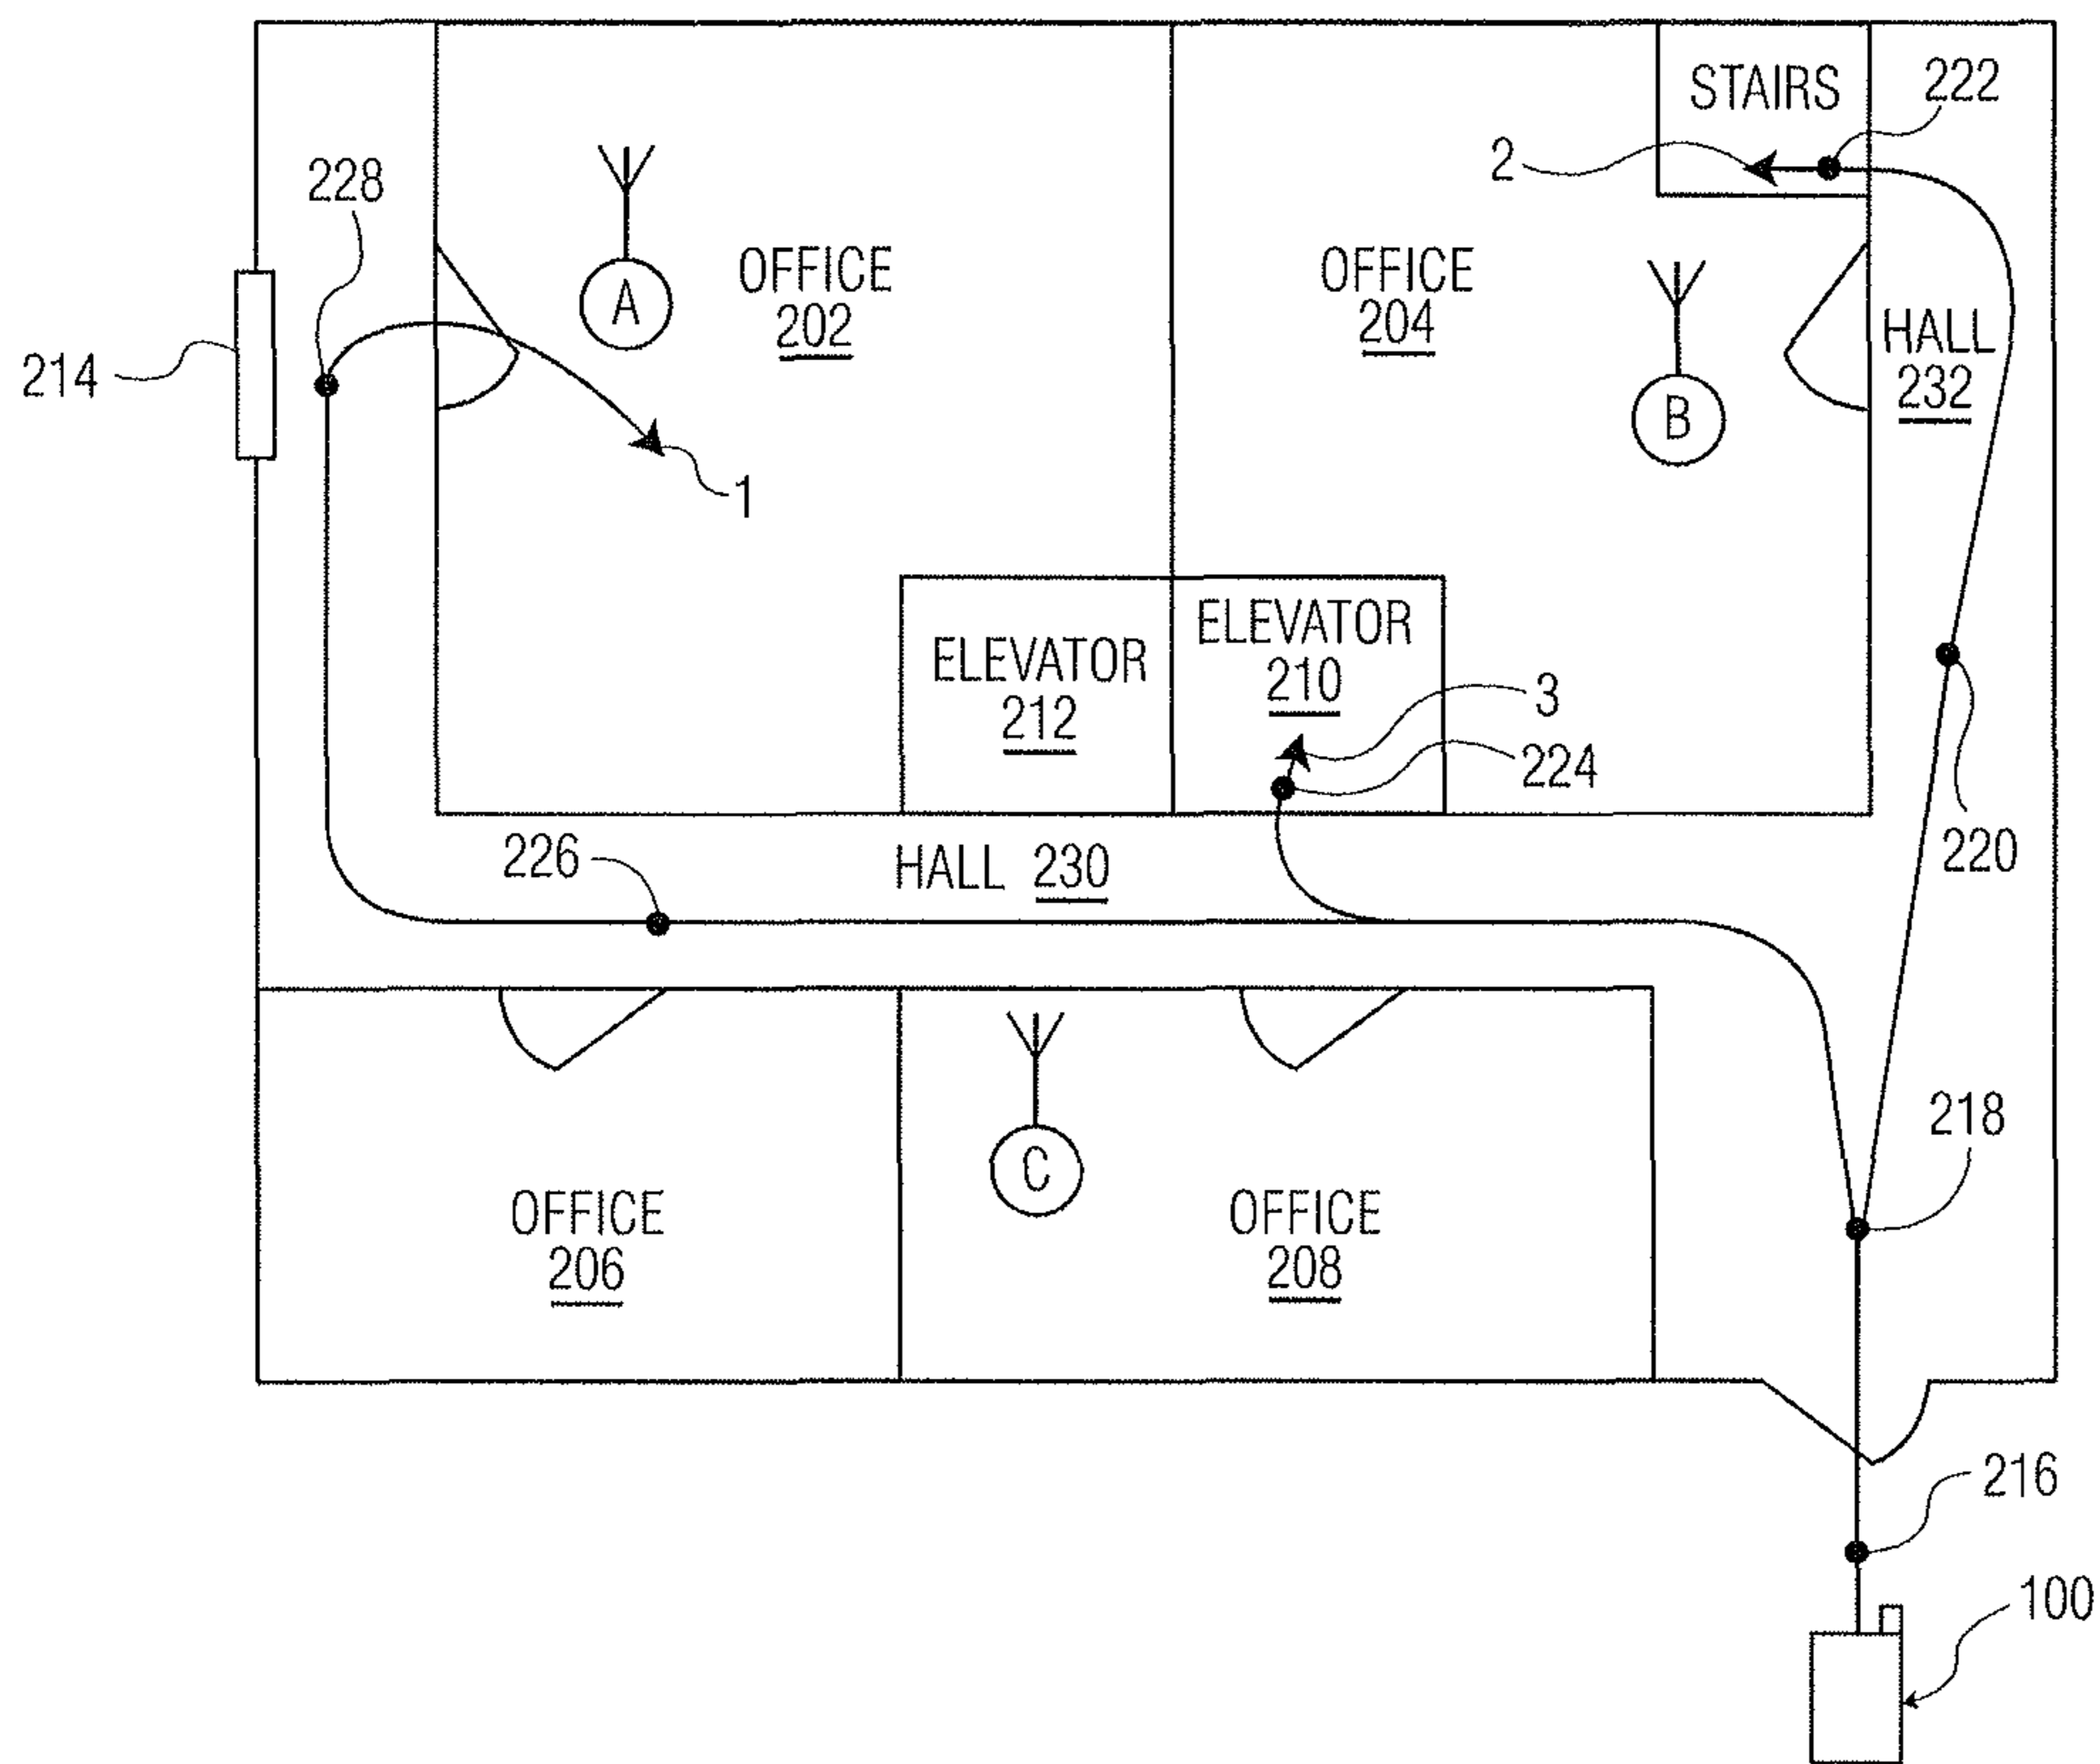 STAIRS
222
2
228
A
OFFICE
202
OFFICE
204
B
HALL
232
214
1
ELEVATOR
212
ELEVATOR
210
3
224
220
226
HALL 230
C
218
OFFICE
206
OFFICE
208
216
100